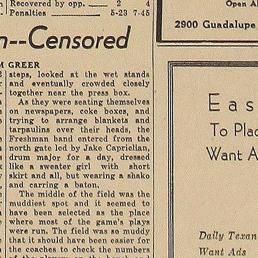 Recovered by opp. __ 2 4
Penalties ______ 5-23 7-45
n--Censored
M GREER
steps, looked at the wet stands
and eventually crowded closely
together near the press box.
As they were seating themselves
on newspapers, coke boxes, and
trying to arrange blankets and
tarpaulins over their heads, the
Freshman band entered from the
north gate led by Jake Caprielian,
drum major for a day, dressed
like a sweater girl with short
skirt and all, but wearing a shako
and carring a baton.
The middle of the field was the
muddiest spot and it seemed to
have been selected as the place
where most of the game's plays
were run. The field was so muddy
that it should have been easier for
the coaches to check the numbers
Open Al
2900 Guadalupe
Eas
To Plac
Want A
Daily Texan
Want Ads